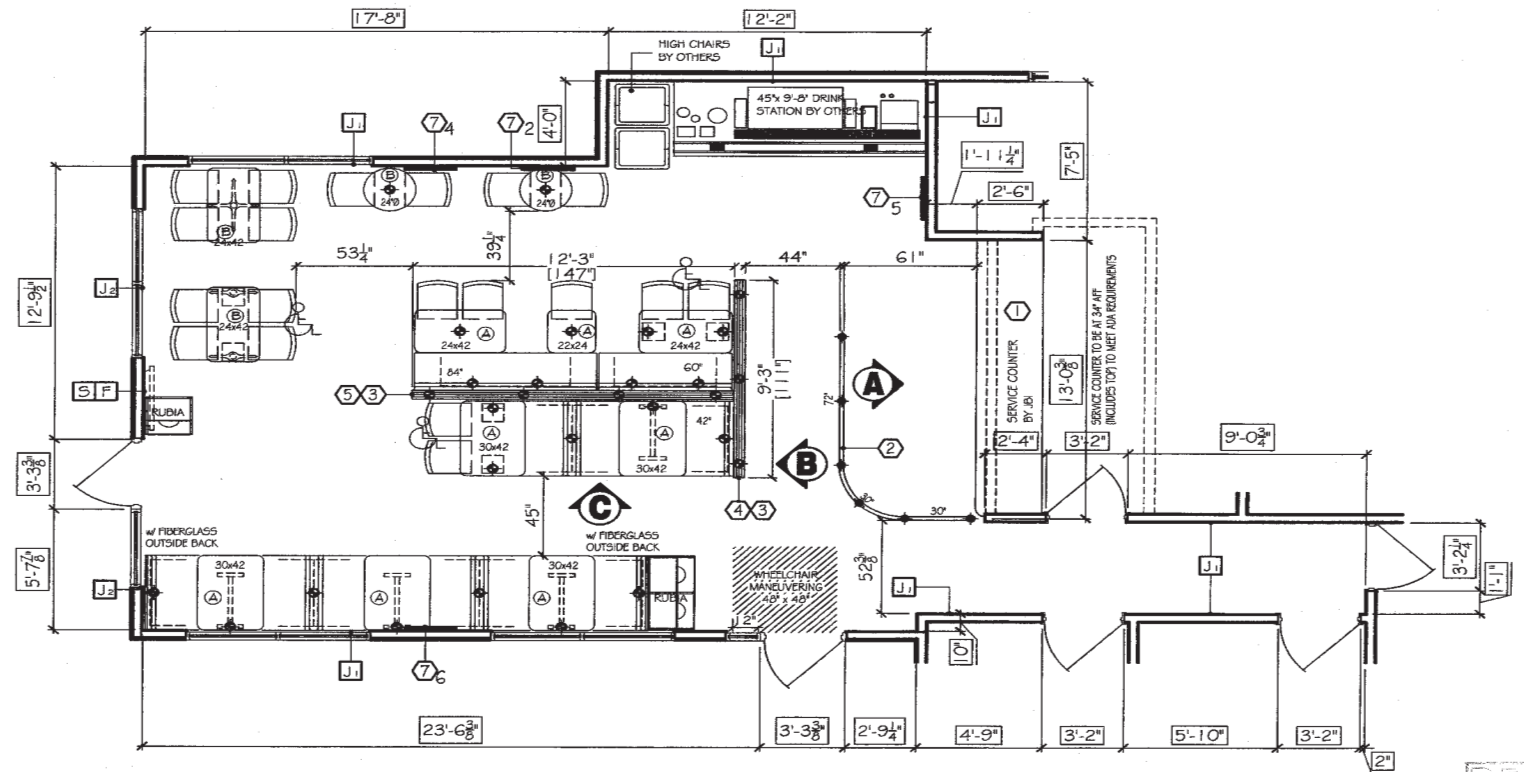 17'-8"
12'-2"
HIGH CHAIRS
BY OTHERS
J1
45"x 9'-8" DRINK
STATION BY OTHERS
J1
7 4
7 2
4'-0"
J1
1'-11 1/4"
7'-5"
2'-6"
7 5
B
24"Ø
B
24"Ø
B
24x42
12'-9 1/2"
J2
53 1/4"
39 1/4"
12'-3"
[147"]
44"
61"
B
24x42
A
24x42
A
22x24
A
24x42
84"
60"
9'-3"
[111"]
A
72"
1
SERVICE COUNTER
BY JBI
13'-0 3/8"
SERVICE COUNTER TO BE AT 34" AFF
(INCLUDES TOP) TO MEET ADA REQUIREMENTS
S F
RUBIA
5 3
A
30x42
A
30x42
42"
2
B
2'-4"
3'-2"
9'-0 3/4"
3'-3 3/8"
4 3
30"
30"
45"
C
w/ FIBERGLASS
OUTSIDE BACK
w/ FIBERGLASS
OUTSIDE BACK
5'-7 7/8"
J2
30x42
A
A
30x42
A
RUBIA
WHEELCHAIR
MANEUVERING
48" x 48"
52 3/8"
J1
J1
3'-2 1/4"
1'-1"
12"
10"
J1
7 6
23'-6 3/8"
3'-3 3/8"
2'-9 1/4"
4'-9"
3'-2"
5'-10"
3'-2"
2"